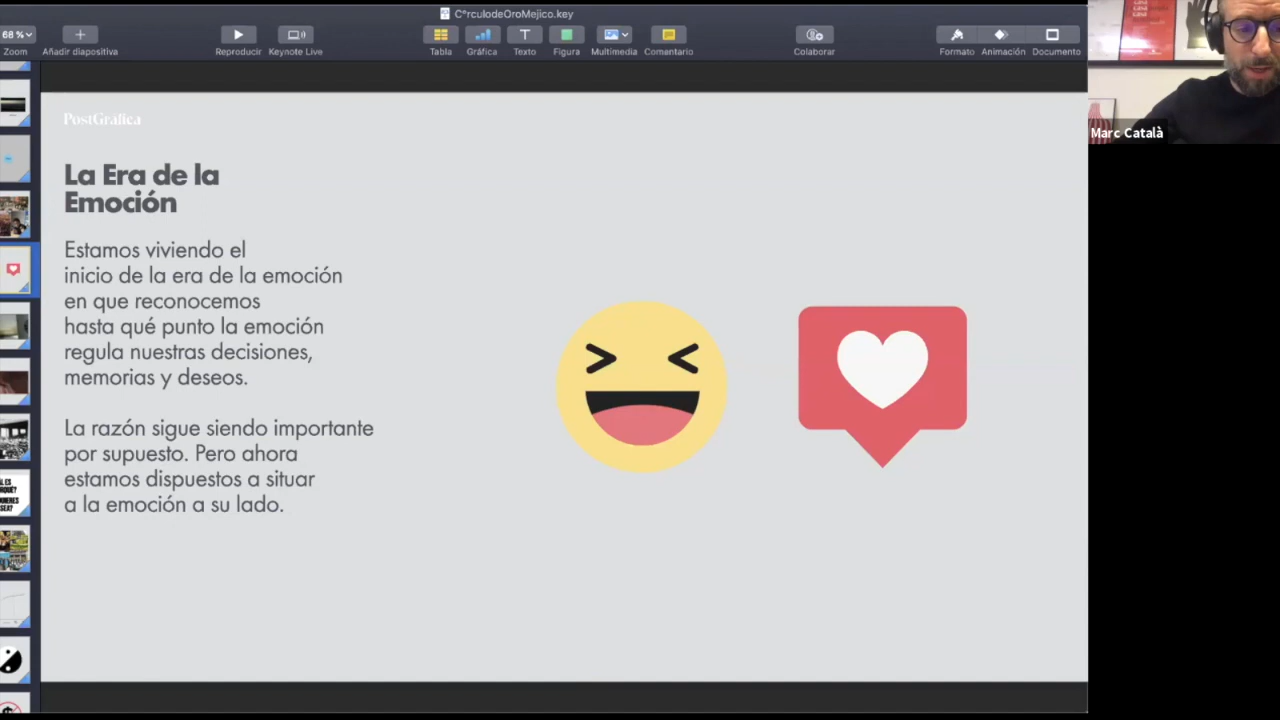 C°rculodeOroMejico.key
68 %
Zoom
Añadir diapositiva
Reproducir
Keynote Live
Tabla
Gráfica
Texto
Figura
Multimedia
Comentario
Colaborar
Formato
Animación
Documento
Marc Català
PostGráfica
La Era de la
Emoción
Estamos viviendo el
inicio de la era de la emoción
en que reconocemos
hasta qué punto la emoción
regula nuestras decisiones,
memorias y deseos.
La razón sigue siendo importante
por supuesto. Pero ahora
estamos dispuestos a situar
a la emoción a su lado.